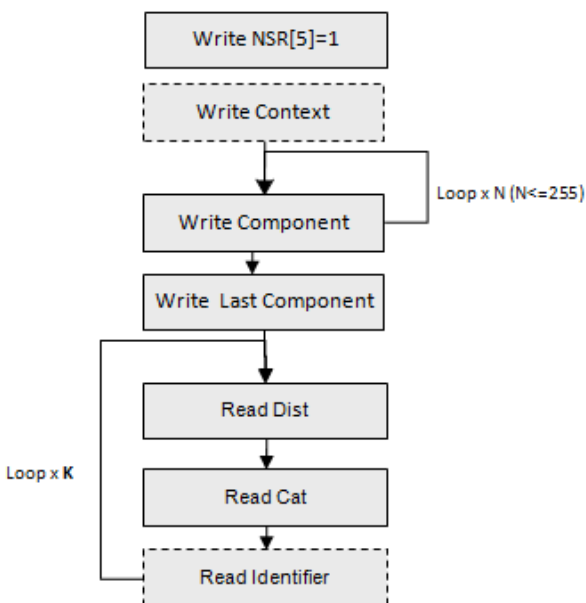 Write NSR[5]=1
Write Context
Loop x N (N<=255)
Write Component
Write Last Component
Read Dist
Loop x K
Read Cat
Read Identifier